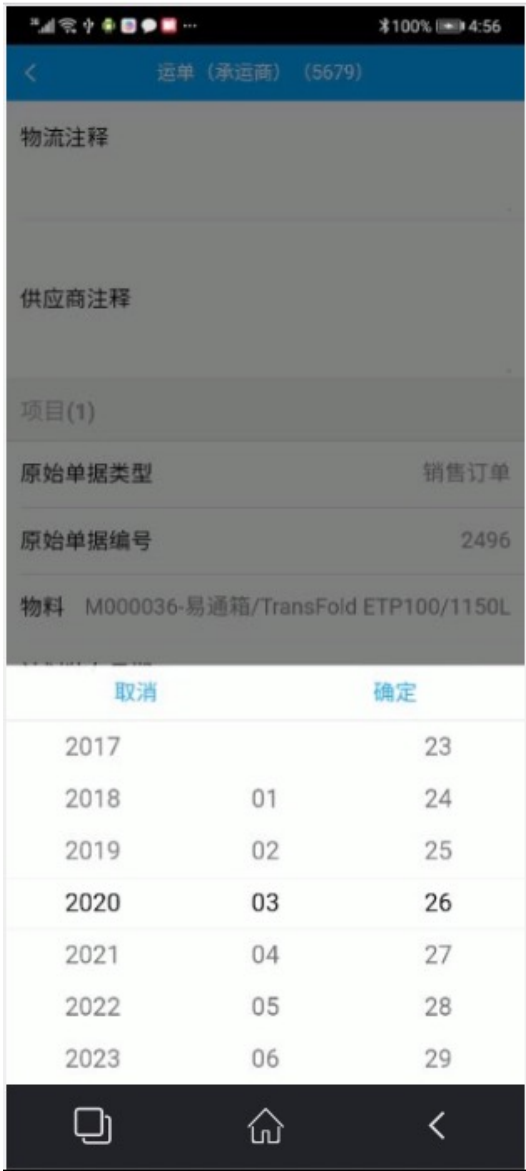 100% 4:56
运单（承运商）（5679）
物流注释
供应商注释
项目(1)
原始单据类型 销售订单
原始单据编号 2496
物料 M000036-易通箱/TransFold ETP100/1150L
取消 确定
2017 23
2018 01 24
2019 02 25
2020 03 26
2021 04 27
2022 05 28
2023 06 29